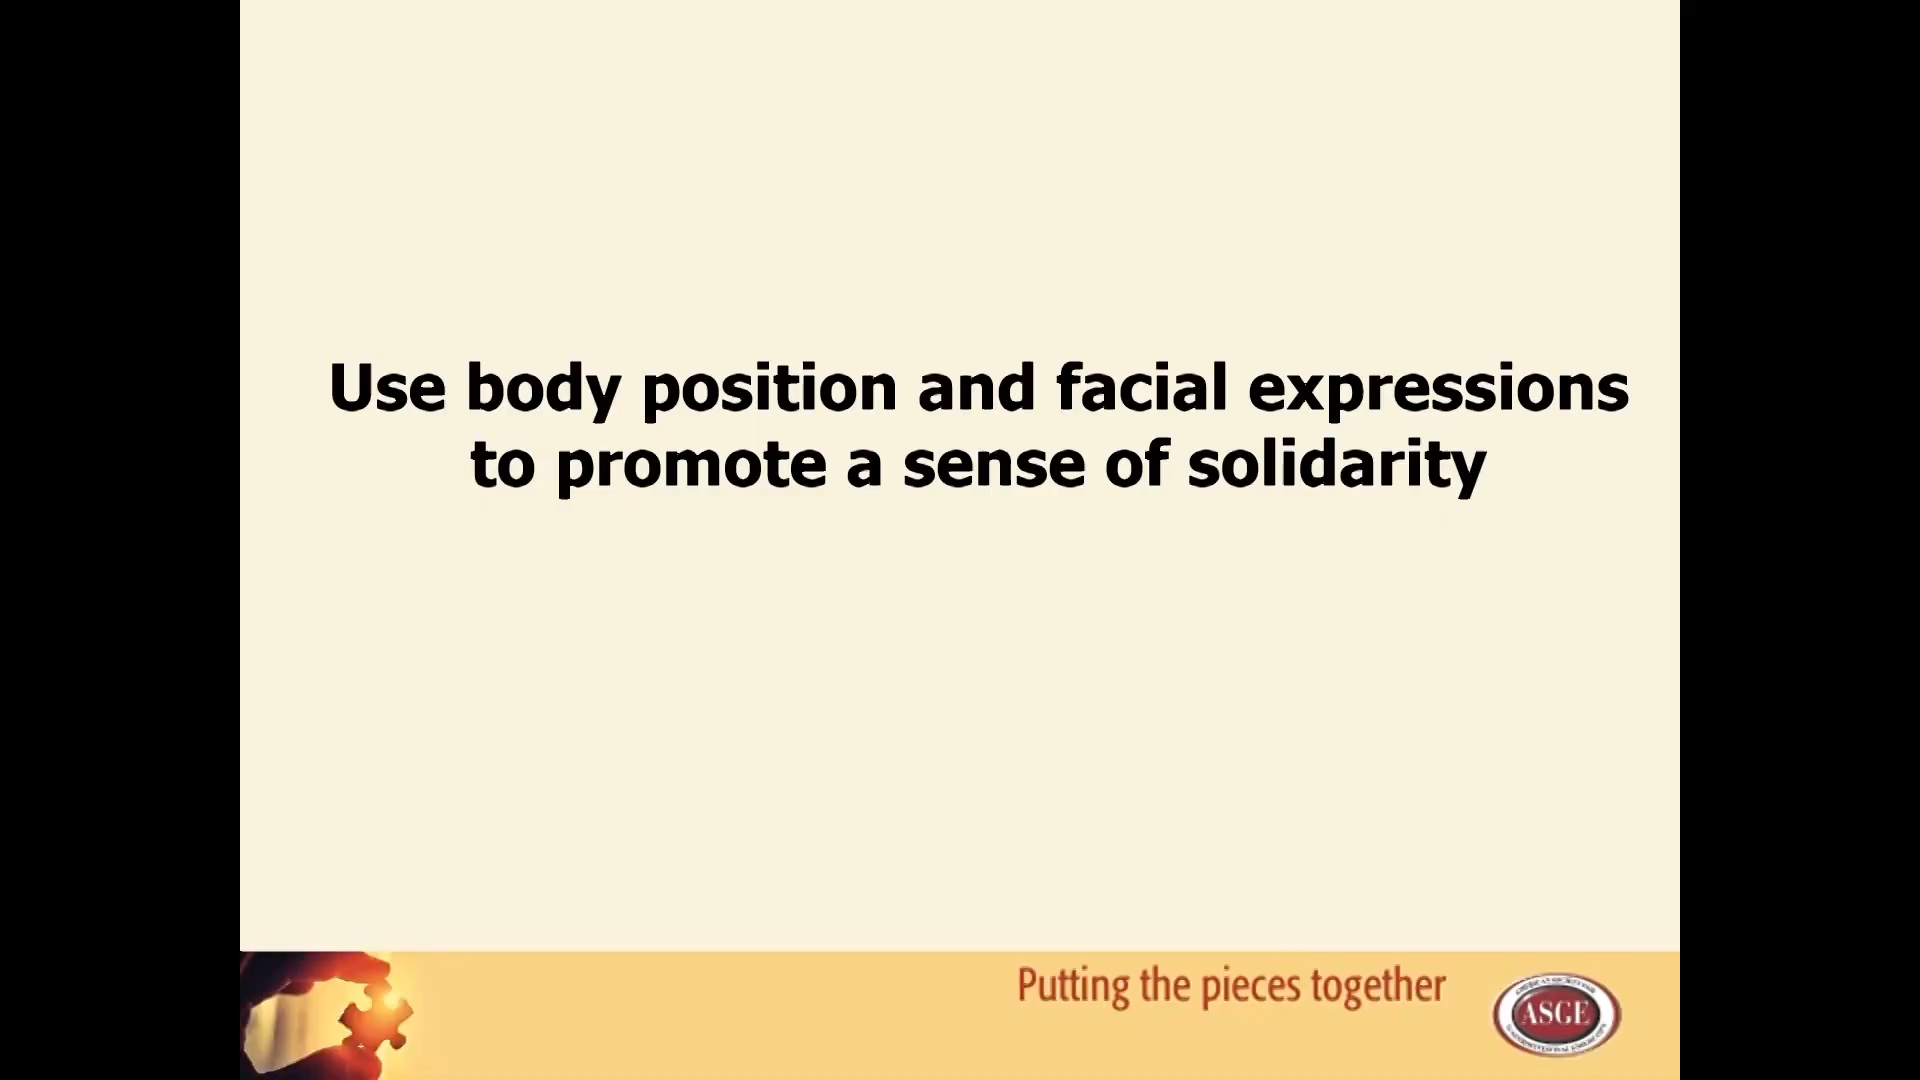 Use body position and facial expressions
to promote a sense of solidarity
Putting the pieces together
ASGE